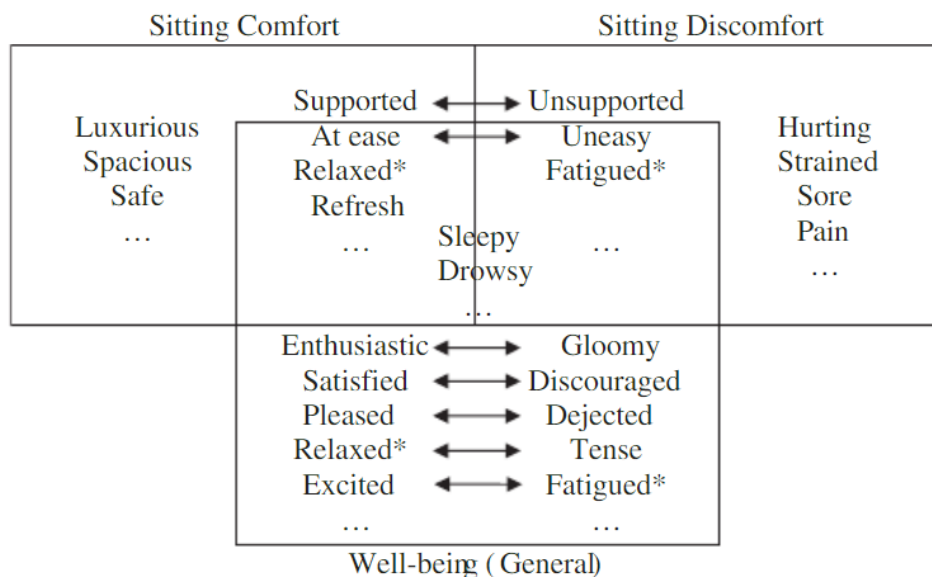 Sitting Comfort Sitting Discomfort
Supported Unsupported
Luxurious At ease Uneasy Hurting
Spacious Relaxed* Fatigued* Strained
Safe Refresh Sore
… … Sleepy … Pain
Drowsy …
…
Enthusiastic Gloomy
Satisfied Discouraged
Pleased Dejected
Relaxed* Tense
Excited Fatigued*
… …
Well-being (General)